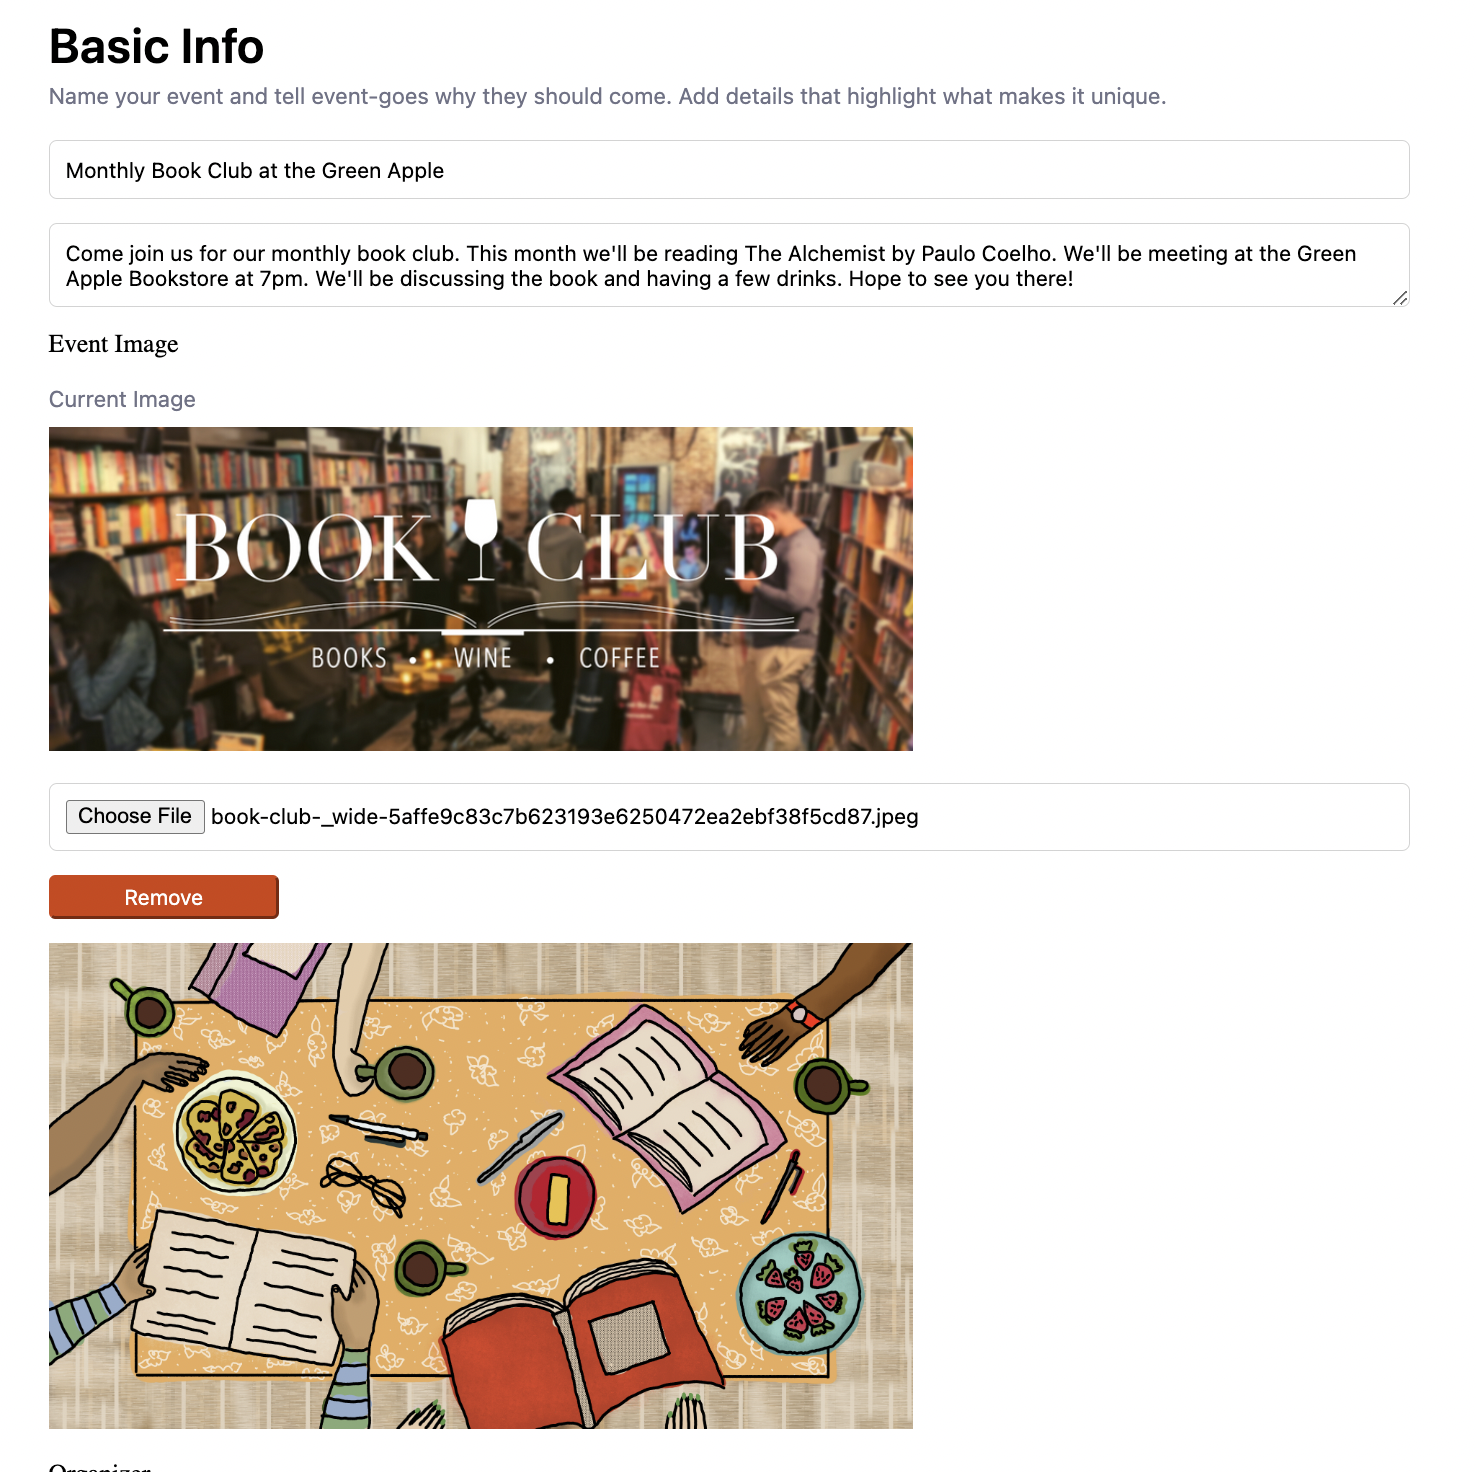 Basic Info
Name your event and tell event-goes why they should come. Add details that highlight what makes it unique.
Monthly Book Club at the Green Apple
Come join us for our monthly book club. This month we'll be reading The Alchemist by Paulo Coelho. We'll be meeting at the Green
Apple Bookstore at 7pm. We'll be discussing the book and having a few drinks. Hope to see you there!
Event Image
Current Image
BOOK CLUB
BOOKS • WINE • COFFEE
Choose File book-club-_wide-5affe9c83c7b623193e6250472ea2ebf38f5cd87.jpeg
Remove
Organizer